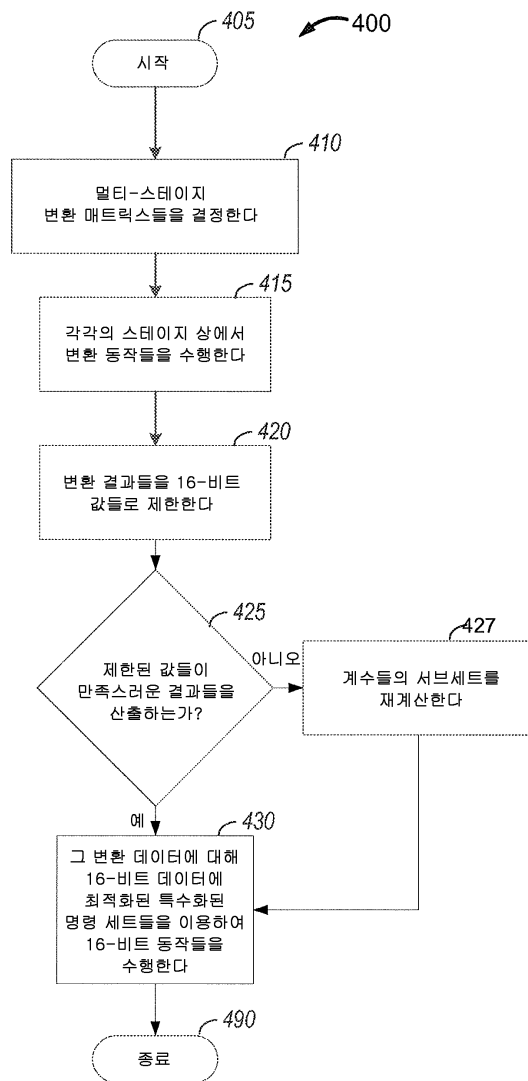 405
400
시작
410
멀티-스테이지
변환 매트릭스들을 결정한다
415
각각의 스테이지 상에서
변환 동작들을 수행한다
420
변환 결과들을 16-비트
값들로 제한한다
425
제한된 값들이
만족스러운 결과들을
산출하는가?
아니오
427
계수들의 서브세트를
재계산한다
예
430
그 변환 데이터에 대해
16-비트 데이터에
최적화된 특수화된
명령 세트들을 이용하여
16-비트 동작들을
수행한다
490
종료